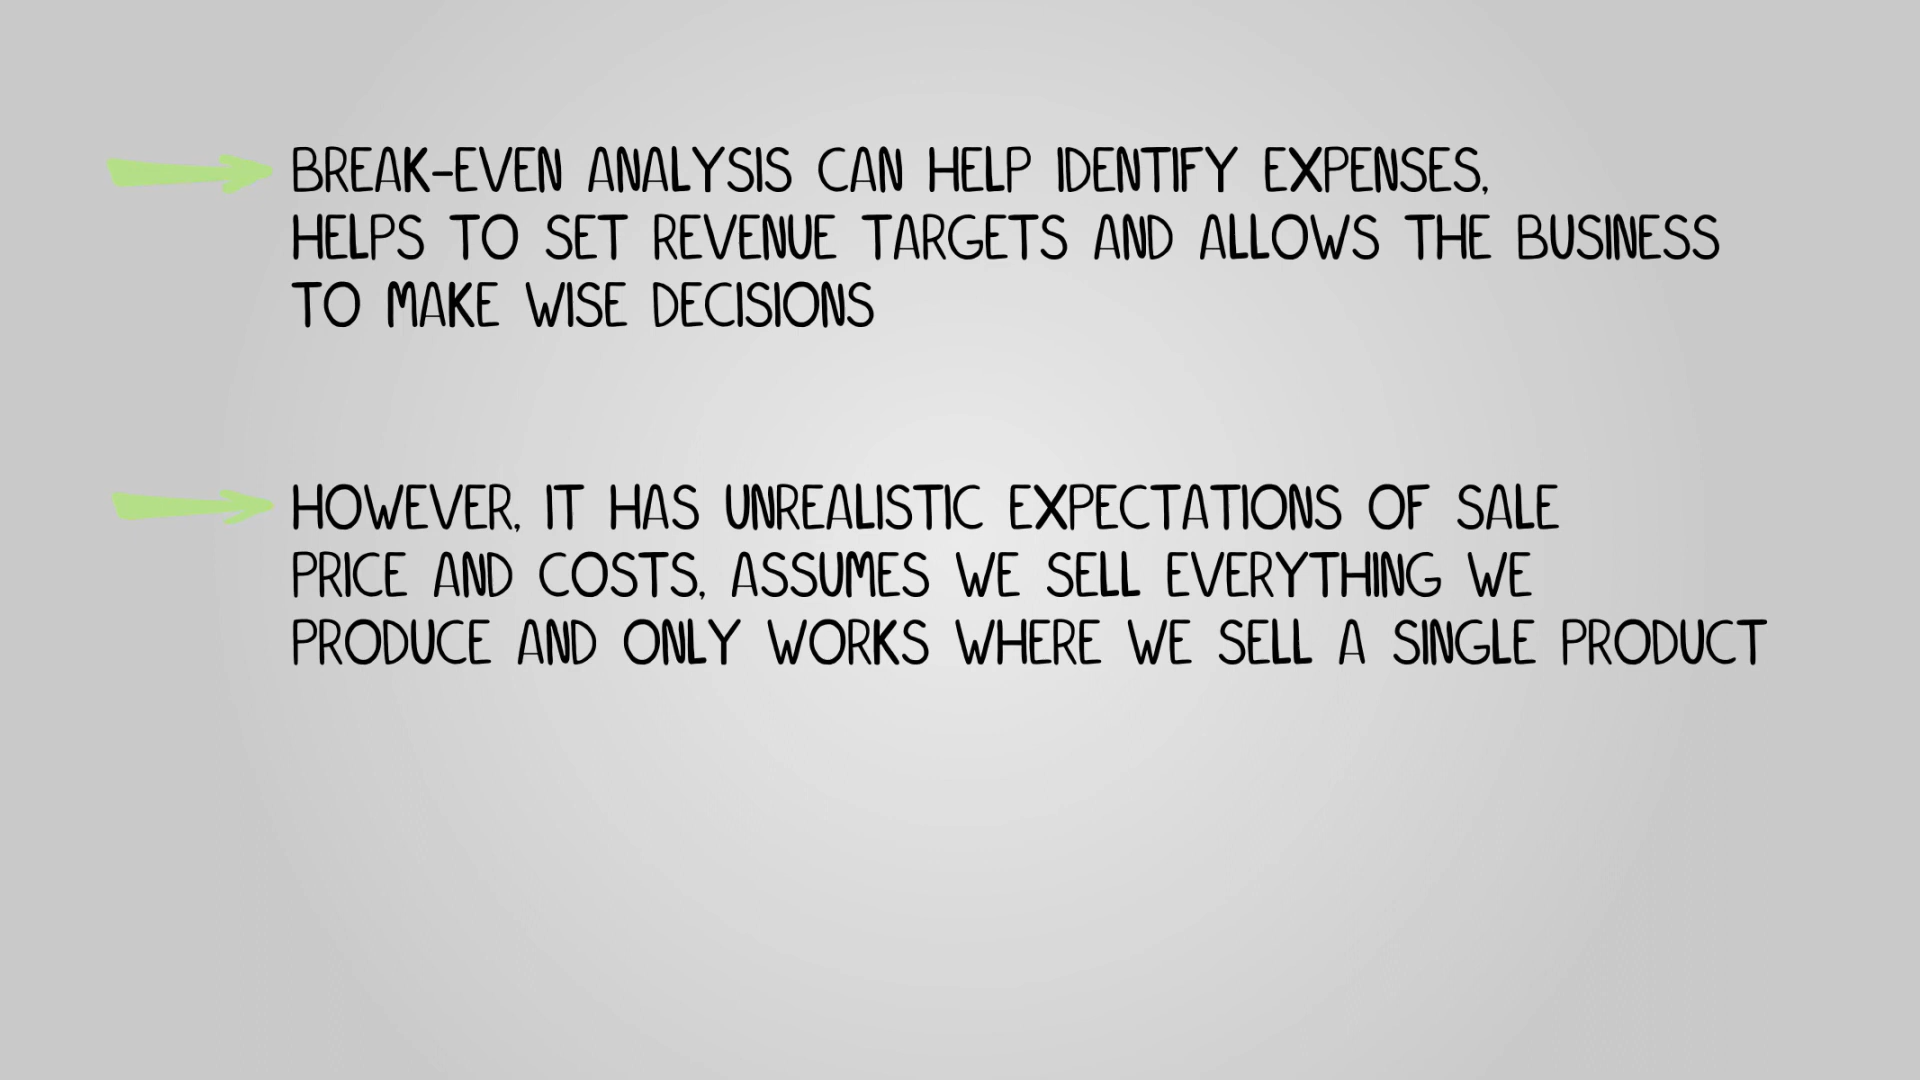 BREAK-EVEN ANALYSIS CAN HELP IDENTIFY EXPENSES,
HELPS TO SET REVENUE TARGETS AND ALLOWS THE BUSINESS
TO MAKE WISE DECISIONS
HOWEVER, IT HAS UNREALISTIC EXPECTATIONS OF SALE
PRICE AND COSTS, ASSUMES WE SELL EVERYTHING WE
PRODUCE AND ONLY WORKS WHERE WE SELL A SINGLE PRODUCT